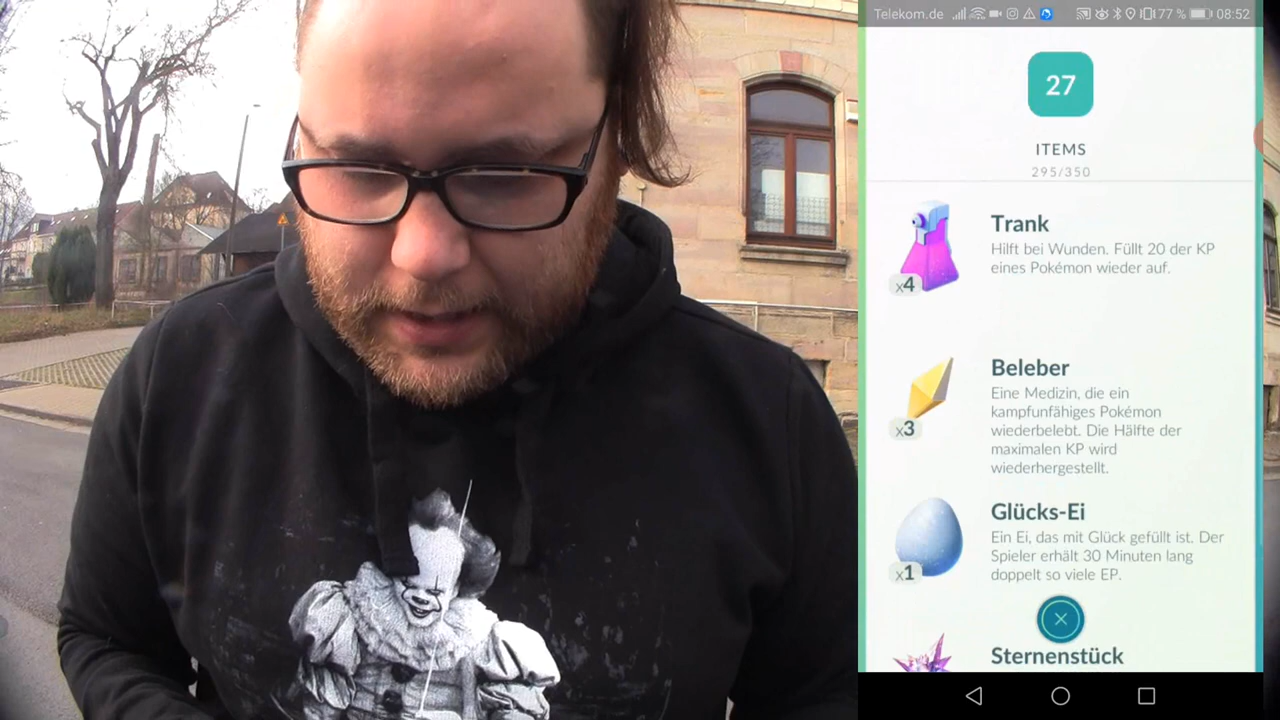 Telekom.de 77 % 08:52
27
ITEMS
295/350
Trank
Hilft bei Wunden. Füllt 20 der KP
eines Pokémon wieder auf.
x4
Beleber
Eine Medizin, die ein
kampfunfähiges Pokémon
wiederbelebt. Die Hälfte der
maximalen KP wird
wiederhergestellt.
x3
Glücks-Ei
Ein Ei, das mit Glück gefüllt ist. Der
Spieler erhält 30 Minuten lang
doppelt so viele EP.
x1
Sternenstück